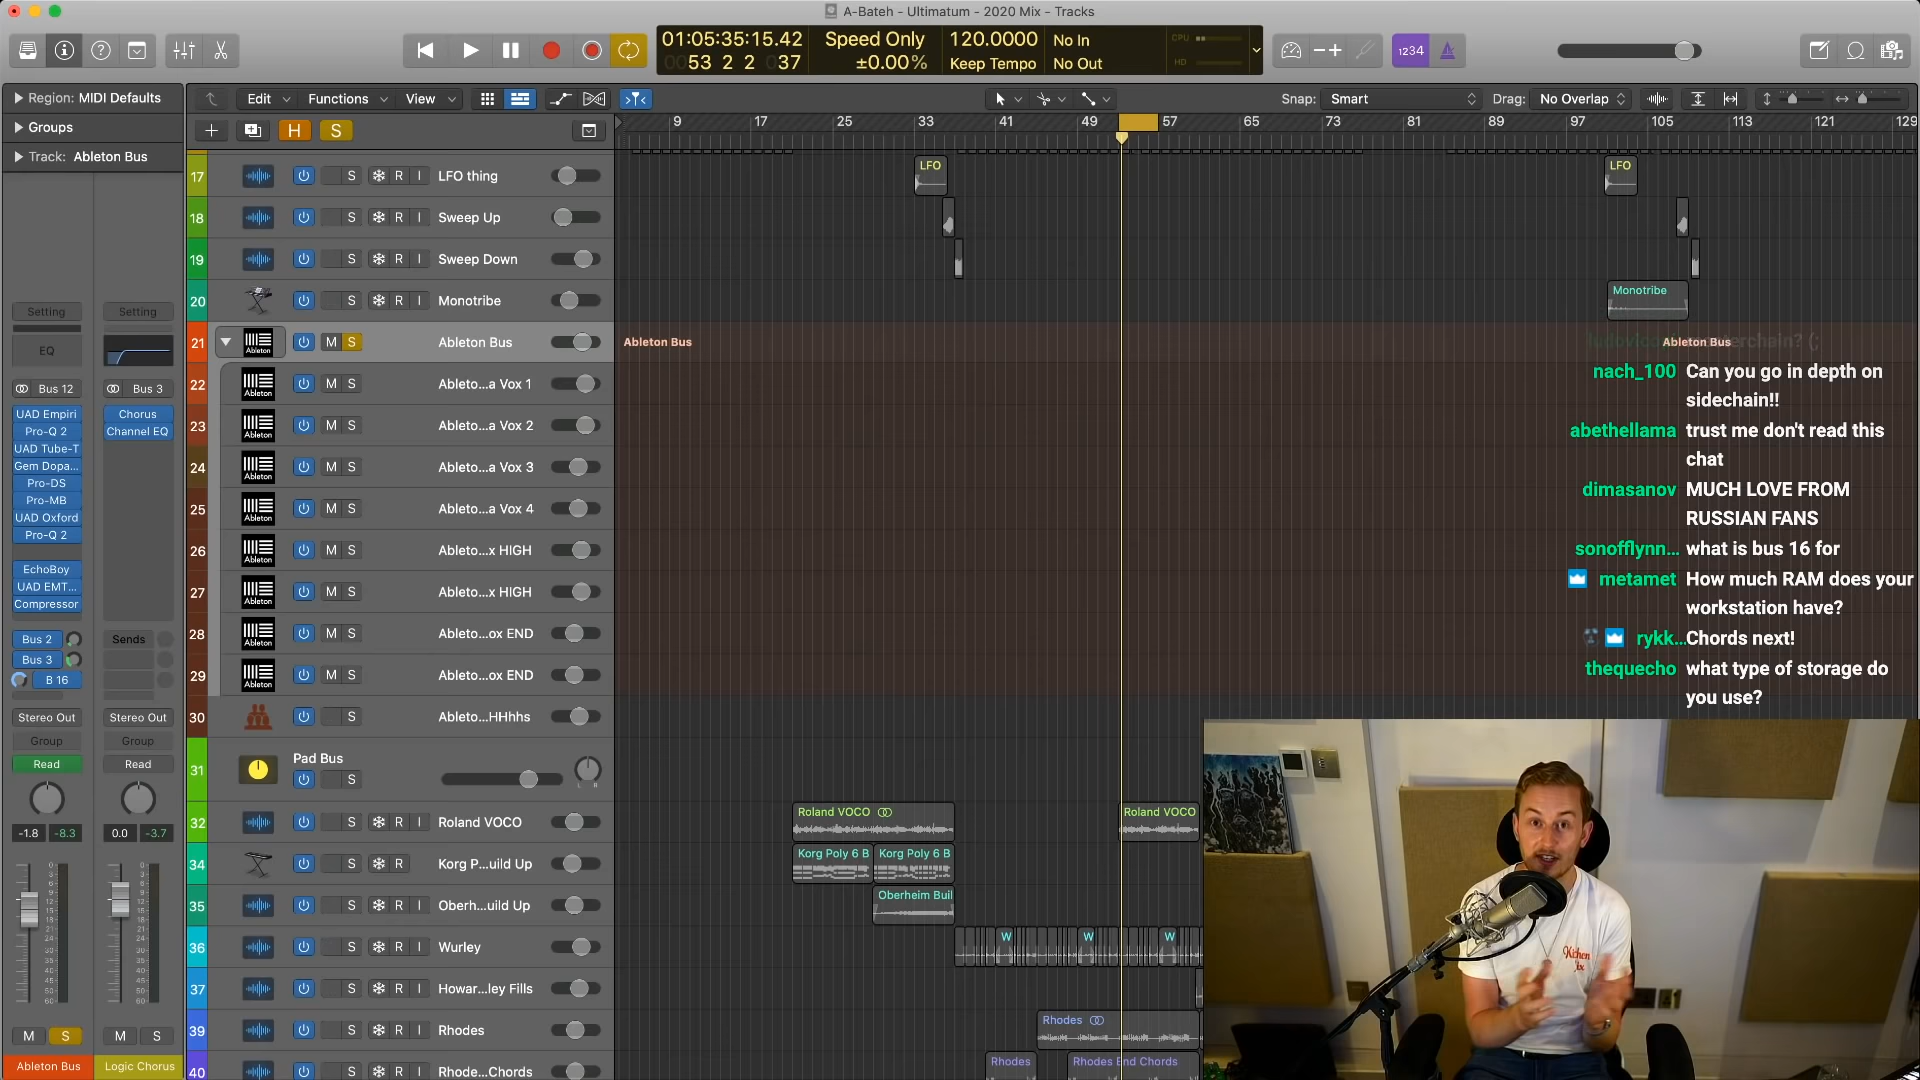 A-Bateh - Ultimatum - 2020 Mix - Tracks
01:05:35:15.42
Speed Only
120.0000
No In
CPU
53 2 2 037
±0.00%
Keep Tempo
No Out
HD
1234
Region: MIDI Defaults
Edit
Functions
View
Snap: Smart
Drag: No Overlap
Groups
H
S
9 17 25 33 41 49 57 65 73 81 89 97 105 113 121 129
Track: Ableton Bus
17 S R I LFO thing
LFO
LFO
18 S R I Sweep Up
19 S R I Sweep Down
20 S R I Monotribe
Monotribe
21 Ableton M S Ableton Bus
Ableton Bus
Ableton Bus
22 Ableton M S Ableto...a Vox 1
23 Ableton M S Ableto...a Vox 2
24 Ableton M S Ableto...a Vox 3
25 Ableton M S Ableto...a Vox 4
26 Ableton M S Ableto...x HIGH
27 Ableton M S Ableto...x HIGH
28 Ableton M S Ableto...ox END
29 Ableton M S Ableto...ox END
30 S Ableto...HHhhs
31 Pad Bus
S
L R
32 S R I Roland VOCO
Roland VOCO
Roland VOCO
34 S R Korg P...uild Up
Korg Poly 6 B
Korg Poly 6 B
35 S R I Oberh...uild Up
Oberheim Buil
36 S R I Wurley
W
W
W
37 S R I Howar...ley Fills
39 S R I Rhodes
Rhodes
40 S R I Rhode...Chords
Rhodes
Rhodes End Chords
Setting
Setting
EQ
Bus 12
Bus 3
UAD Empiri
Chorus
Pro-Q 2
Channel EQ
UAD Tube-T
Gem Dopa...
Pro-DS
Pro-MB
UAD Oxford
Pro-Q 2
EchoBoy
UAD EMT...
Compressor
Bus 2
Sends
Bus 3
B 16
Stereo Out
Stereo Out
Group
Group
Read
Read
-1.8 -8.3
0.0 -3.7
M S
M S
Ableton Bus
Logic Chorus
nach_100 Can you go in depth on
sidechain!!
abethellama trust me don't read this
chat
dimasanov MUCH LOVE FROM
RUSSIAN FANS
sonofflynn... what is bus 16 for
metamet How much RAM does your
workstation have?
rykk... Chords next!
thequecho what type of storage do
you use?